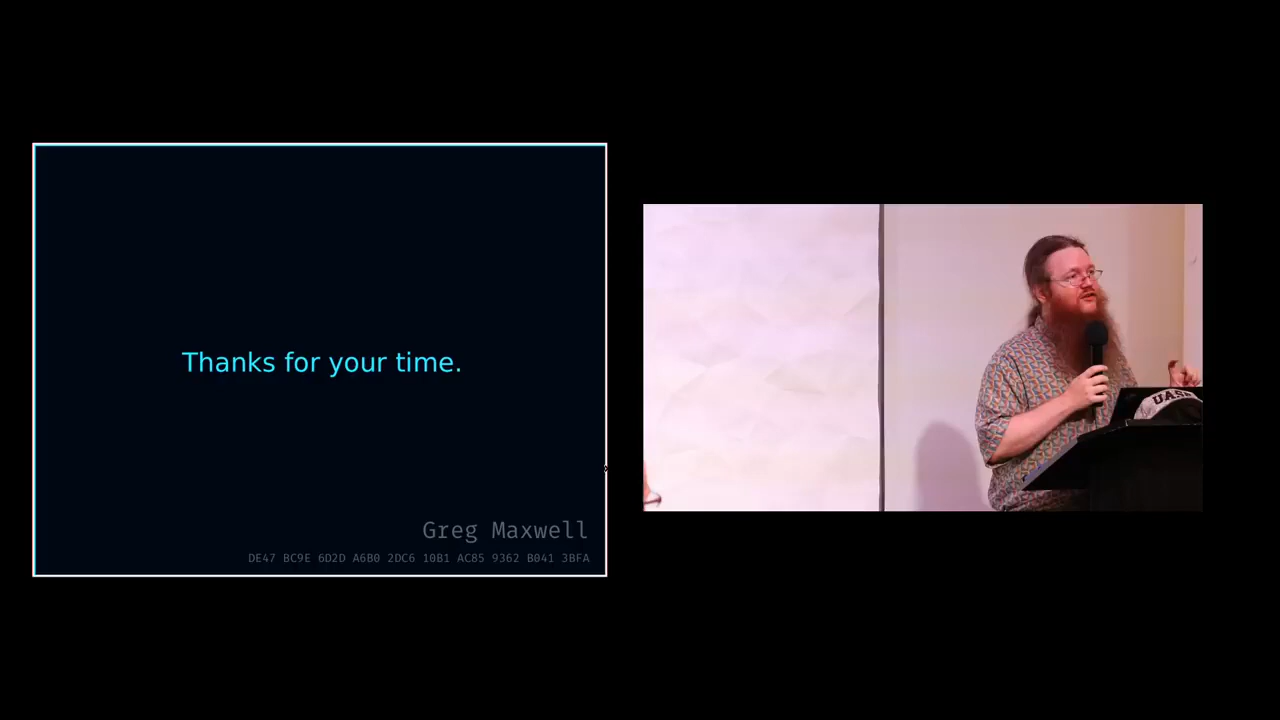 Thanks for your time.
Greg Maxwell
DE47 BC9E 6D2D A6B0 2DC6 10B1 AC85 9362 B041 3BFA